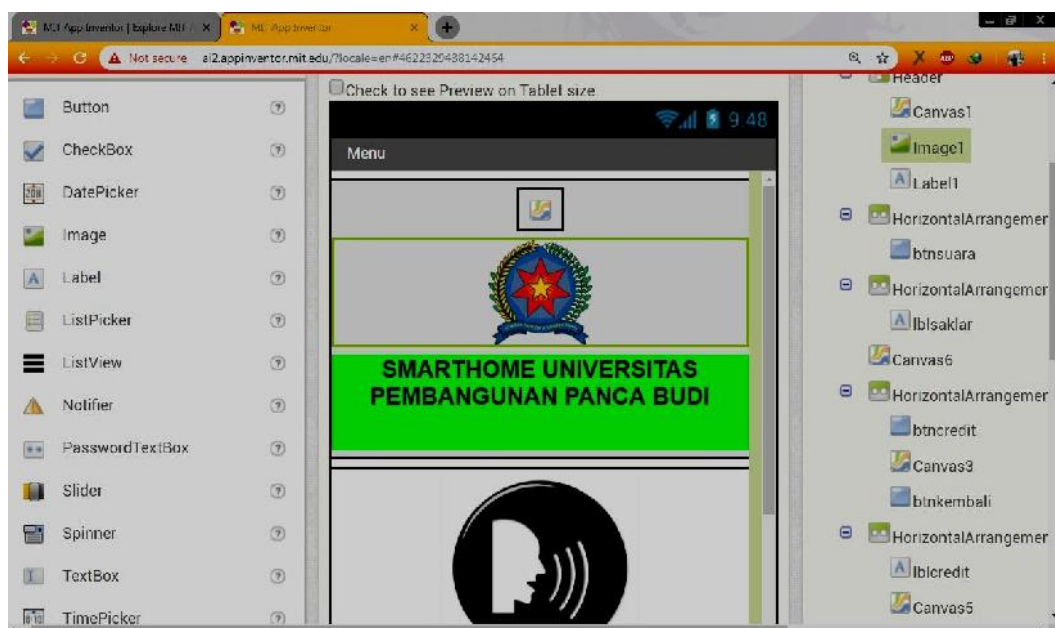 MIT App Inventor | Explore MIT A
MIT App Inventor
Not secure
ai2.appinventor.mit.edu/?locale=en#4622329438142464
Button
CheckBox
DatePicker
Image
Label
ListPicker
ListView
Notifier
PasswordTextBox
Slider
Spinner
TextBox
TimePicker
Check to see Preview on Tablet size
9:48
Menu
SMARTHOME UNIVERSITAS
PEMBANGUNAN PANCA BUDI
Header
Canvas1
Image1
Label1
HorizontalArrangemer
btnsuara
HorizontalArrangemer
lblsaklar
Canvas6
HorizontalArrangemer
btncredit
Canvas3
btnkembali
HorizontalArrangemer
lblcredit
Canvas5